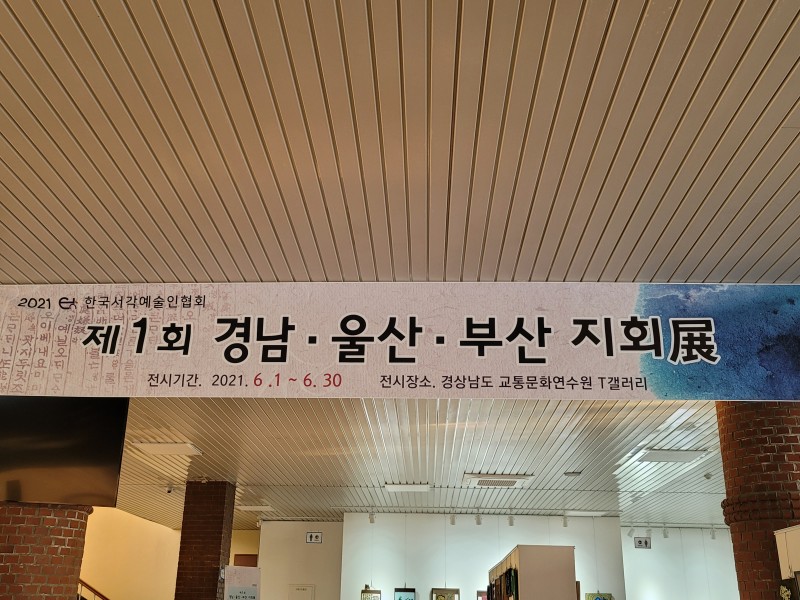 2021 한국서각예술인협회
제1회 경남·울산·부산 지회展
전시기간. 2021. 6.1 ~ 6.30 전시장소. 경상남도 교통문화연수원 T갤러리